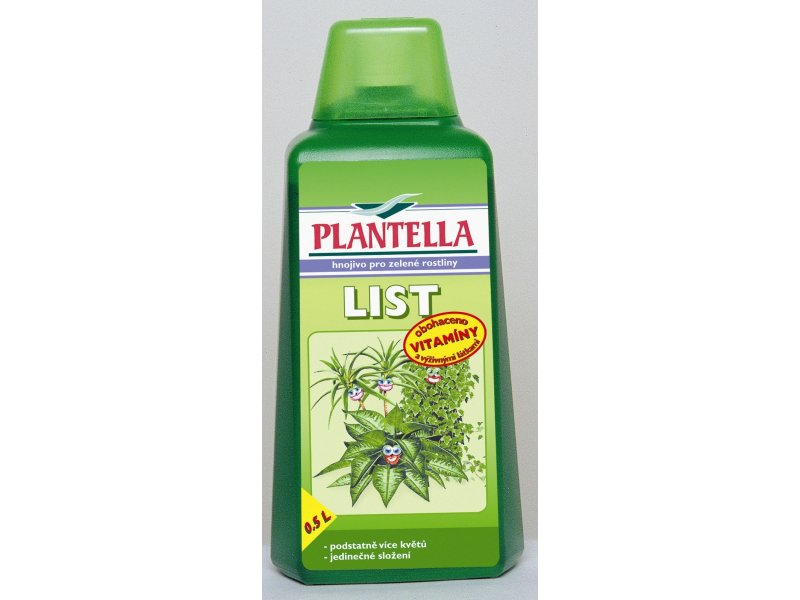 PLANTELLA
hnojivo pro zelené rostliny
LIST
obohaceno
VITAMÍNY
a výživnými látkami
0,5 L
- podstatně více květů
- jedinečné složení